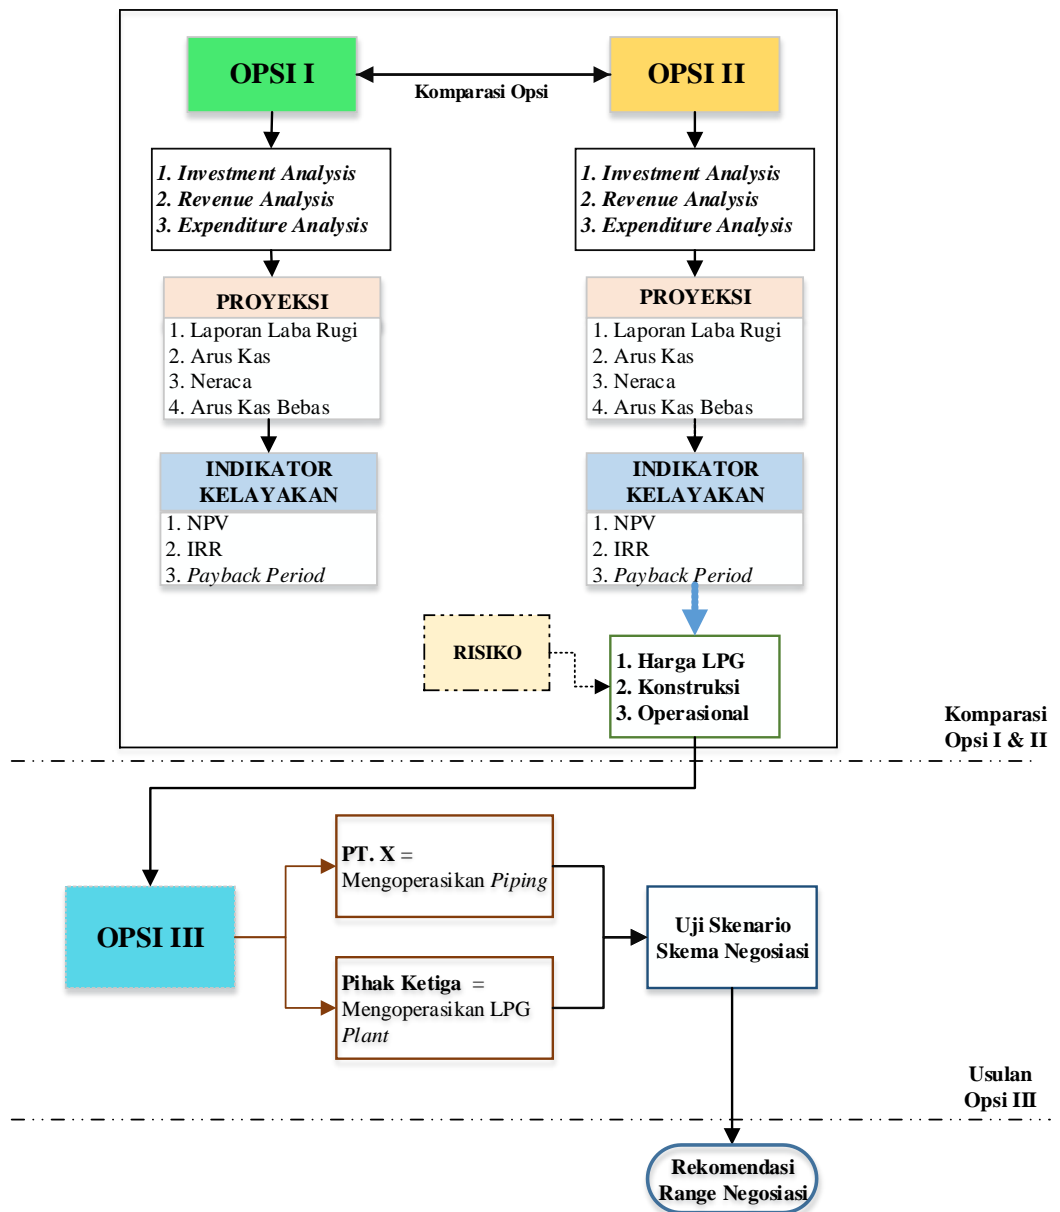 OPSI I
Komparasi Opsi
OPSI II
1. Investment Analysis
2. Revenue Analysis
3. Expenditure Analysis
1. Investment Analysis
2. Revenue Analysis
3. Expenditure Analysis
PROYEKSI
1. Laporan Laba Rugi
2. Arus Kas
3. Neraca
4. Arus Kas Bebas
PROYEKSI
1. Laporan Laba Rugi
2. Arus Kas
3. Neraca
4. Arus Kas Bebas
INDIKATOR
KELAYAKAN
1. NPV
2. IRR
3. Payback Period
INDIKATOR
KELAYAKAN
1. NPV
2. IRR
3. Payback Period
RISIKO
1. Harga LPG
2. Konstruksi
3. Operasional
Komparasi
Opsi I & II
OPSI III
PT. X =
Mengoperasikan Piping
Pihak Ketiga =
Mengoperasikan LPG
Plant
Uji Skenario
Skema Negosiasi
Usulan
Opsi III
Rekomendasi
Range Negosiasi